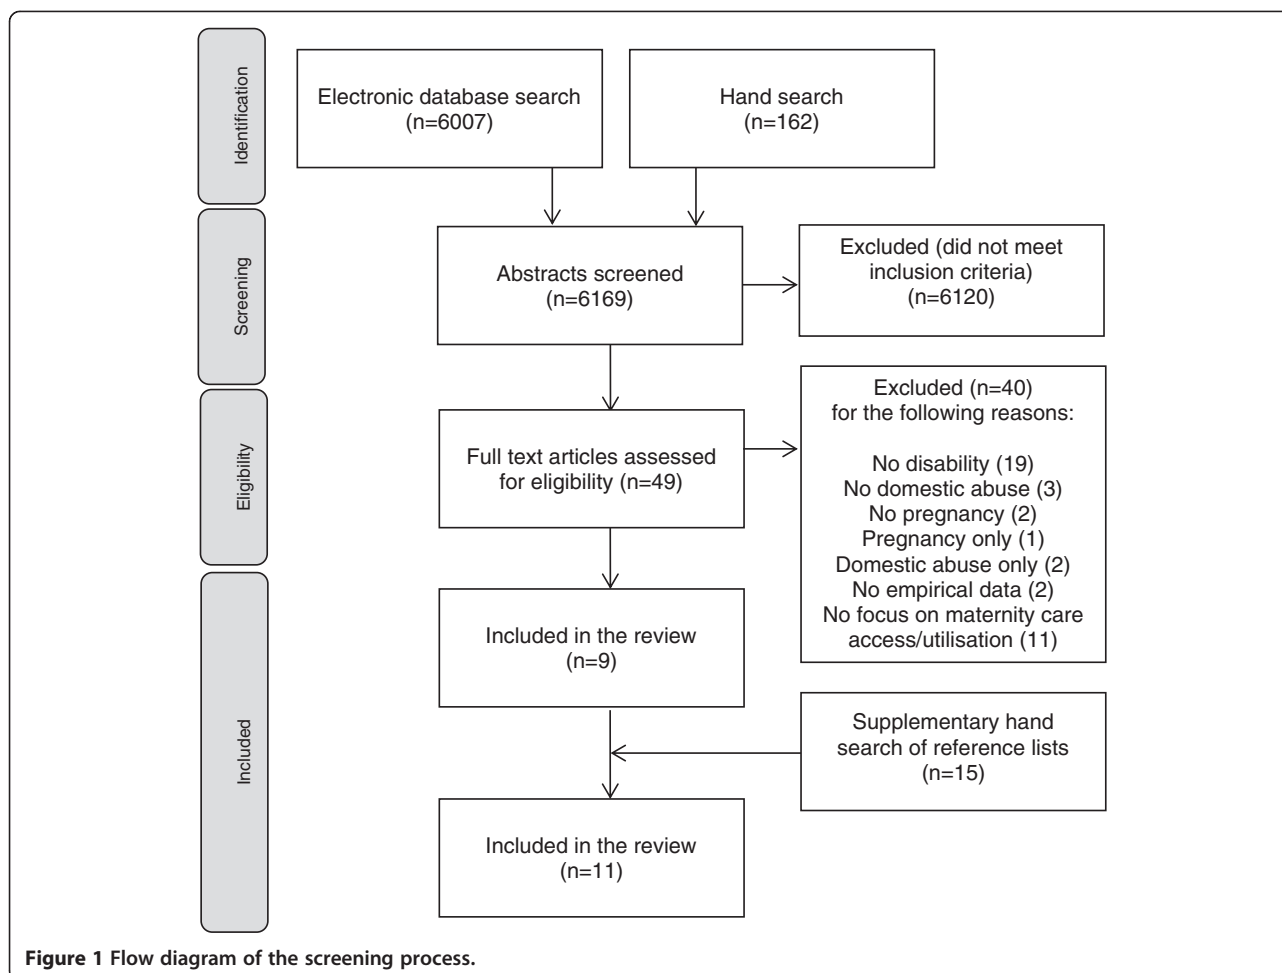 Identification
Electronic database search
(n=6007)
Hand search
(n=162)
Screening
Abstracts screened
(n=6169)
Excluded (did not meet
inclusion criteria)
(n=6120)
Eligibility
Full text articles assessed
for eligibility (n=49)
Excluded (n=40)
for the following reasons:
No disability (19)
No domestic abuse (3)
No pregnancy (2)
Pregnancy only (1)
Domestic abuse only (2)
No empirical data (2)
No focus on maternity care
access/utilisation (11)
Included
Included in the review
(n=9)
Supplementary hand
search of reference lists
(n=15)
Included in the review
(n=11)
Figure 1 Flow diagram of the screening process.